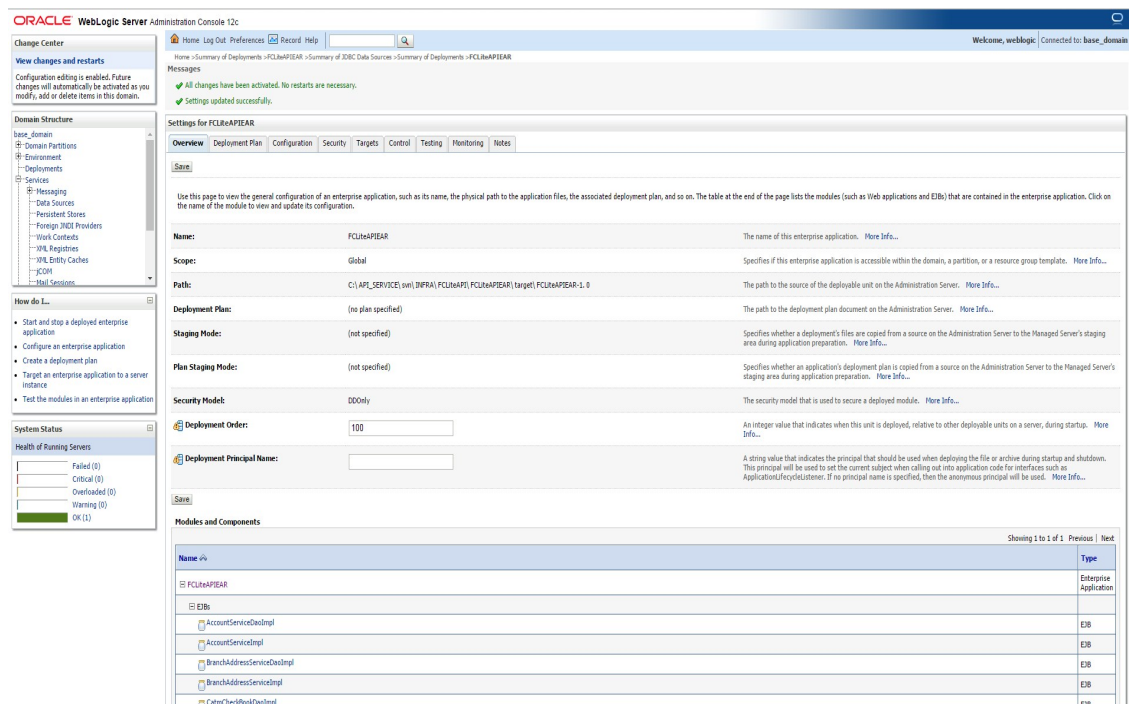 ORACLE WebLogic Server Administration Console 12c
Change Center
View changes and restarts
Configuration editing is enabled. Future
changes will automatically be activated as you
modify, add or delete items in this domain.
Domain Structure
base_domain
Domain Partitions
Environment
Deployments
Services
Messaging
Data Sources
Persistent Stores
Foreign JNDI Providers
Work Contexts
XML Registries
XML Entity Caches
jCOM
Mail Sessions
How do I...
Start and stop a deployed enterprise
application
Configure an enterprise application
Create a deployment plan
Target an enterprise application to a server
instance
Test the modules in an enterprise application
System Status
Health of Running Servers
Failed (0)
Critical (0)
Overloaded (0)
Warning (0)
OK (1)
Home Log Out Preferences Record Help
Welcome, weblogic Connected to: base_domain
Home >Summary of Deployments >FCLiteAPIEAR >Summary of JDBC Data Sources >Summary of Deployments >FCLiteAPIEAR
Messages
All changes have been activated. No restarts are necessary.
Settings updated successfully.
Settings for FCLiteAPIEAR
Overview Deployment Plan Configuration Security Targets Control Testing Monitoring Notes
Save
Use this page to view the general configuration of an enterprise application, such as its name, the physical path to the application files, the associated deployment plan, and so on. The table at the end of the page lists the modules (such as Web applications and EJBs) that are contained in the enterprise application. Click on
the name of the module to view and update its configuration.
Name: FCLiteAPIEAR The name of this enterprise application. More Info...
Scope: Global Specifies if this enterprise application is accessible within the domain, a partition, or a resource group template. More Info...
Path: C:\ API_SERVICE\ svn\ INFRA\ FCLiteAPI\ FCLiteAPIEAR\ target\ FCLiteAPIEAR-1. 0 The path to the source of the deployable unit on the Administration Server. More Info...
Deployment Plan: (no plan specified) The path to the deployment plan document on the Administration Server. More Info...
Staging Mode: (not specified) Specifies whether a deployment's files are copied from a source on the Administration Server to the Managed Server's staging
area during application preparation. More Info...
Plan Staging Mode: (not specified) Specifies whether an application's deployment plan is copied from a source on the Administration Server to the Managed Server's
staging area during application preparation. More Info...
Security Model: DDOnly The security model that is used to secure a deployed module. More Info...
Deployment Order: 100 An integer value that indicates when this unit is deployed, relative to other deployable units on a server, during startup. More
Info...
Deployment Principal Name: A string value that indicates the principal that should be used when deploying the file or archive during startup and shutdown.
This principal will be used to set the current subject when calling out into application code for interfaces such as
ApplicationLifecycleListener. If no principal name is specified, then the anonymous principal will be used. More Info...
Save
Modules and Components
Showing 1 to 1 of 1 Previous | Next
Name Type
FCLiteAPIEAR Enterprise
Application
EJBs
AccountServiceDaoImpl EJB
AccountServiceImpl EJB
BranchAddressServiceDaoImpl EJB
BranchAddressServiceImpl EJB
CatmCheckBookDaoImpl EJB